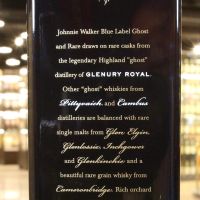 Johnnie Walker Blue Label Ghost
and Rare draws on rare casks from
the legendary Highland "ghost"
distillery of GLENURY ROYAL.
Other "ghost" whiskies from
Pittyvaich and Cambus
distilleries are balanced with rare
single malts from Glen Elgin,
Glenlossie, Inchgower
and Glenkinchie and a
beautiful rare grain whisky from
Cameronbridge. Rich orchard